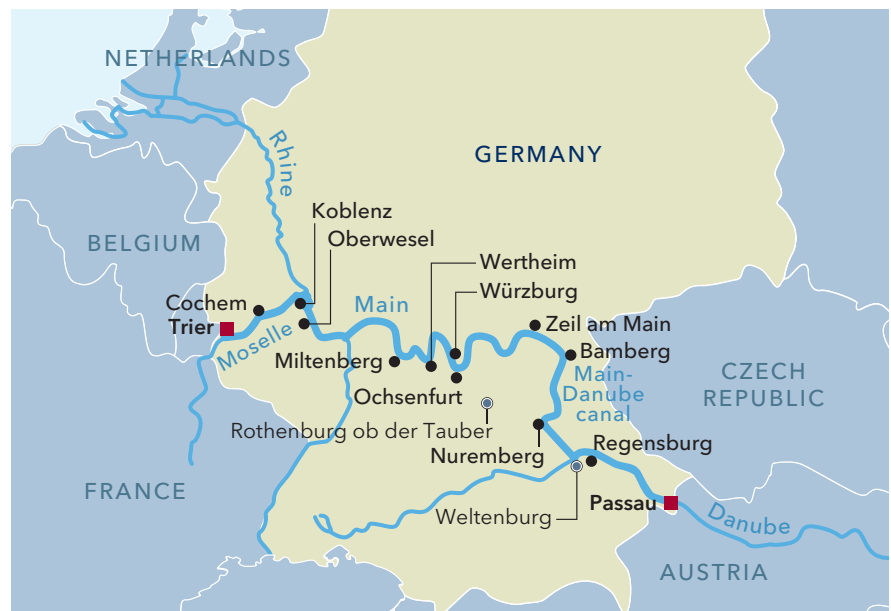 NETHERLANDS
Rhine
GERMANY
Koblenz
Oberwesel
BELGIUM
Wertheim
Würzburg
Cochem
Trier
Main
Zeil am Main
Moselle
Miltenberg
Bamberg
Main-
Danube
canal
CZECH
REPUBLIC
Ochsenfurt
Rothenburg ob der Tauber
Nuremberg
Regensburg
FRANCE
Weltenburg
Passau
Danube
AUSTRIA